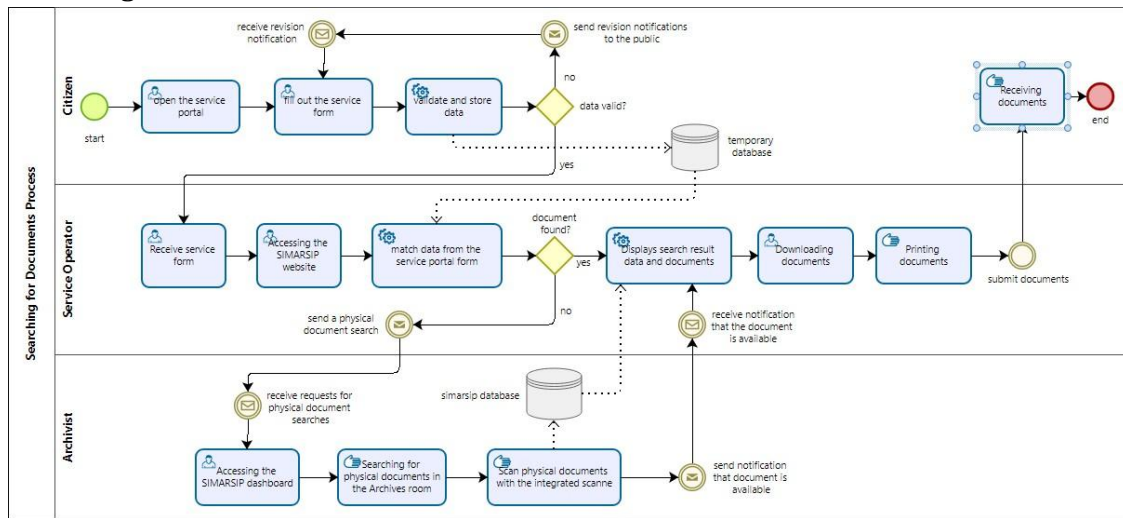 Searching for Documents Process
Citizen
start
open the service
portal
receive revision
notification
fill out the service
form
validate and store
data
send revision notifications
to the public
no
data valid?
yes
temporary
database
Receiving
documents
end
Service Operator
Receive service
form
Accessing the
SIMARSIP
website
match data from the
service portal form
document
found?
yes
no
Displays search result
data and documents
Downloading
documents
Printing
documents
submit documents
send a physical
document search
receive notification
that the document
is available
Archivist
receive requests for
physical document
searches
simarsip database
Accessing the
SIMARSIP dashboard
Searching for
physical documents in
the Archives room
Scan physical documents
with the integrated scanne
send notification
that document is
available